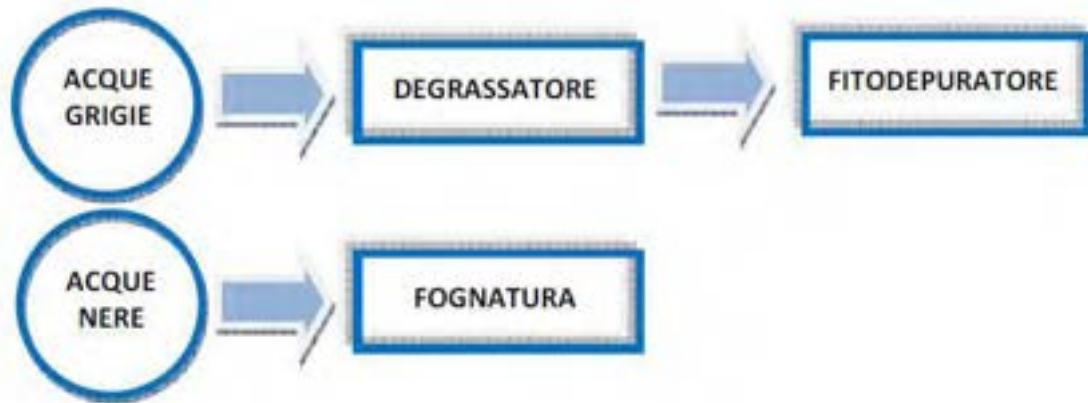 ACQUE
GRIGIE
DEGRASSATORE
FITODEPURATORE
ACQUE
NERE
FOGNATURA